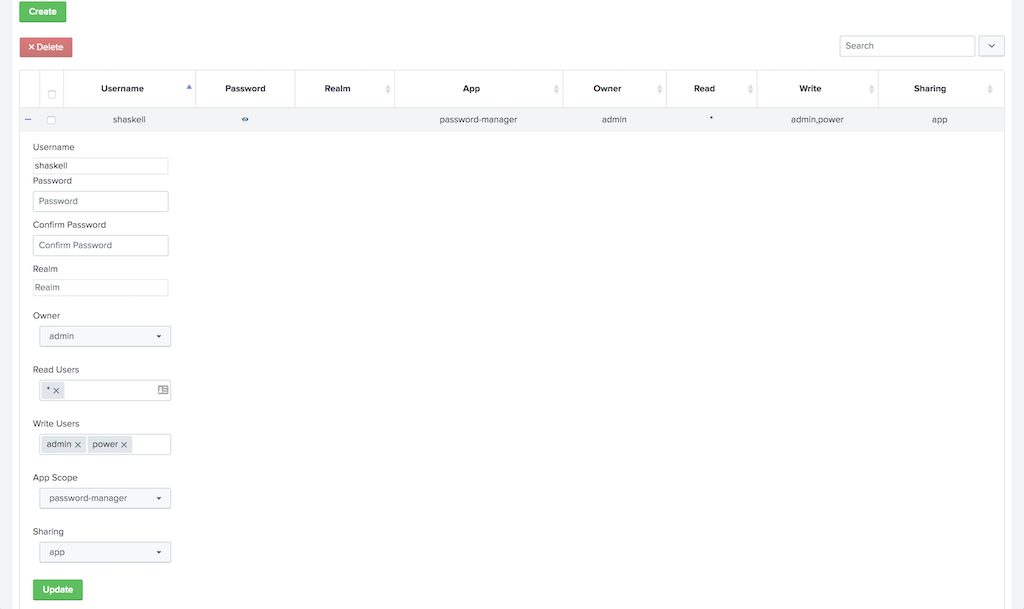 Create
× Delete
Search
Username Password Realm App Owner Read Write Sharing
shaskell password-manager admin * admin,power app
Username
shaskell
Password
Password
Confirm Password
Confirm Password
Realm
Realm
Owner
admin
Read Users
* ×
Write Users
admin × power ×
App Scope
password-manager
Sharing
app
Update